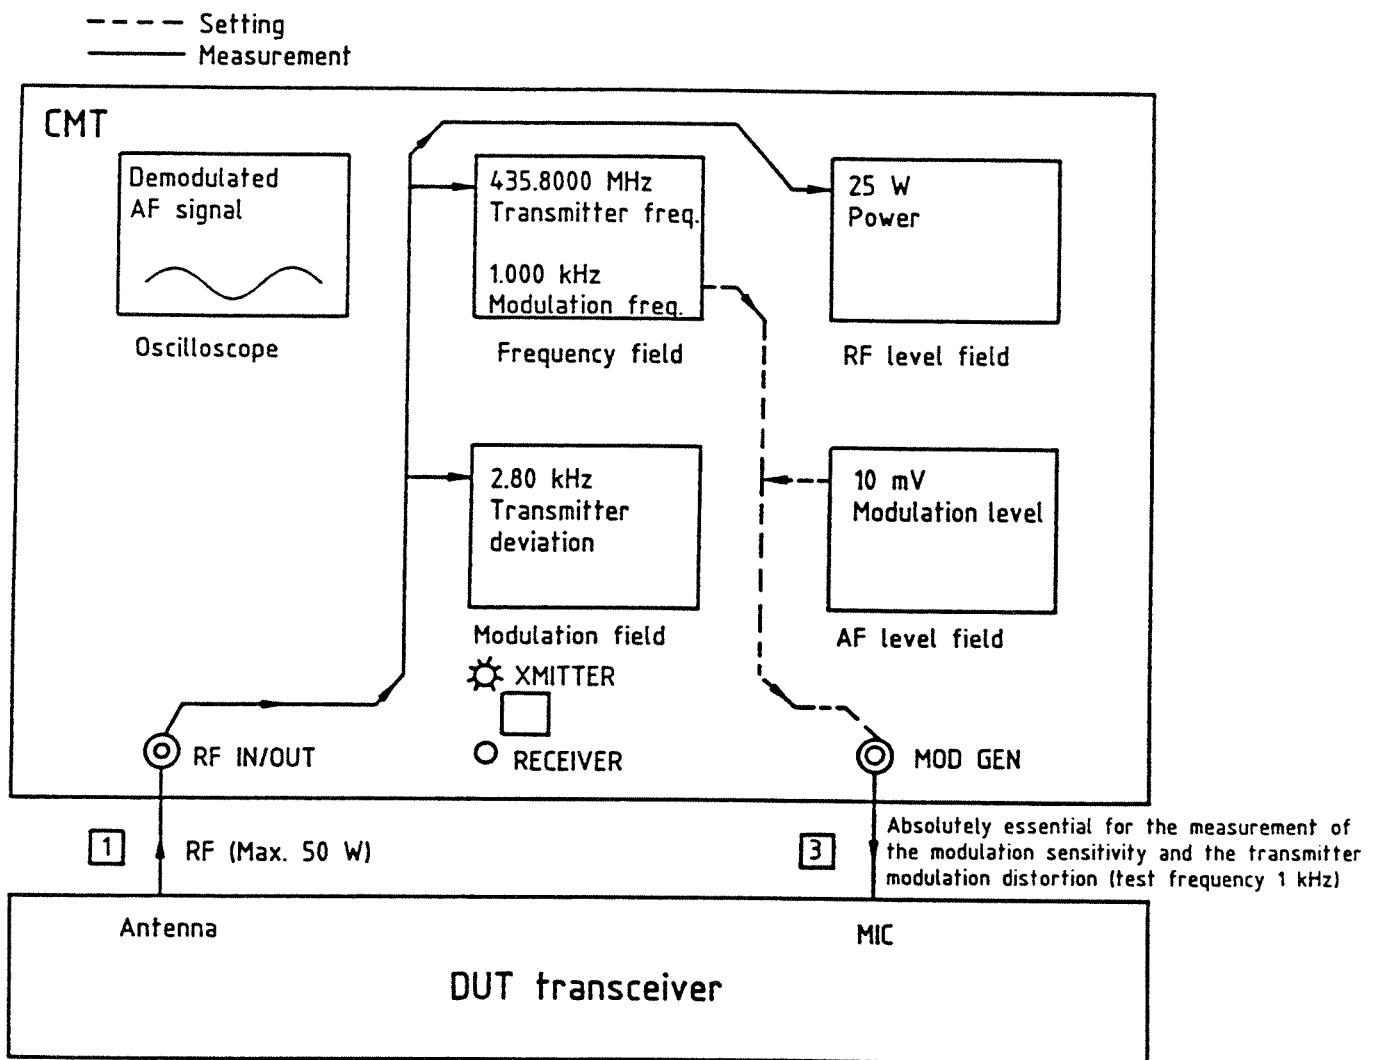 Setting
Measurement
CMT
Demodulated
AF signal
Oscilloscope
435.8000 MHz
Transmitter freq.
1.000 kHz
Modulation freq.
Frequency field
25 W
Power
RF level field
2.80 kHz
Transmitter
deviation
Modulation field
10 mV
Modulation level
AF level field
XMITTER
RECEIVER
RF IN/OUT
MOD GEN
1
RF (Max. 50 W)
3
Absolutely essential for the measurement of
the modulation sensitivity and the transmitter
modulation distortion (test frequency 1 kHz)
Antenna
MIC
DUT transceiver